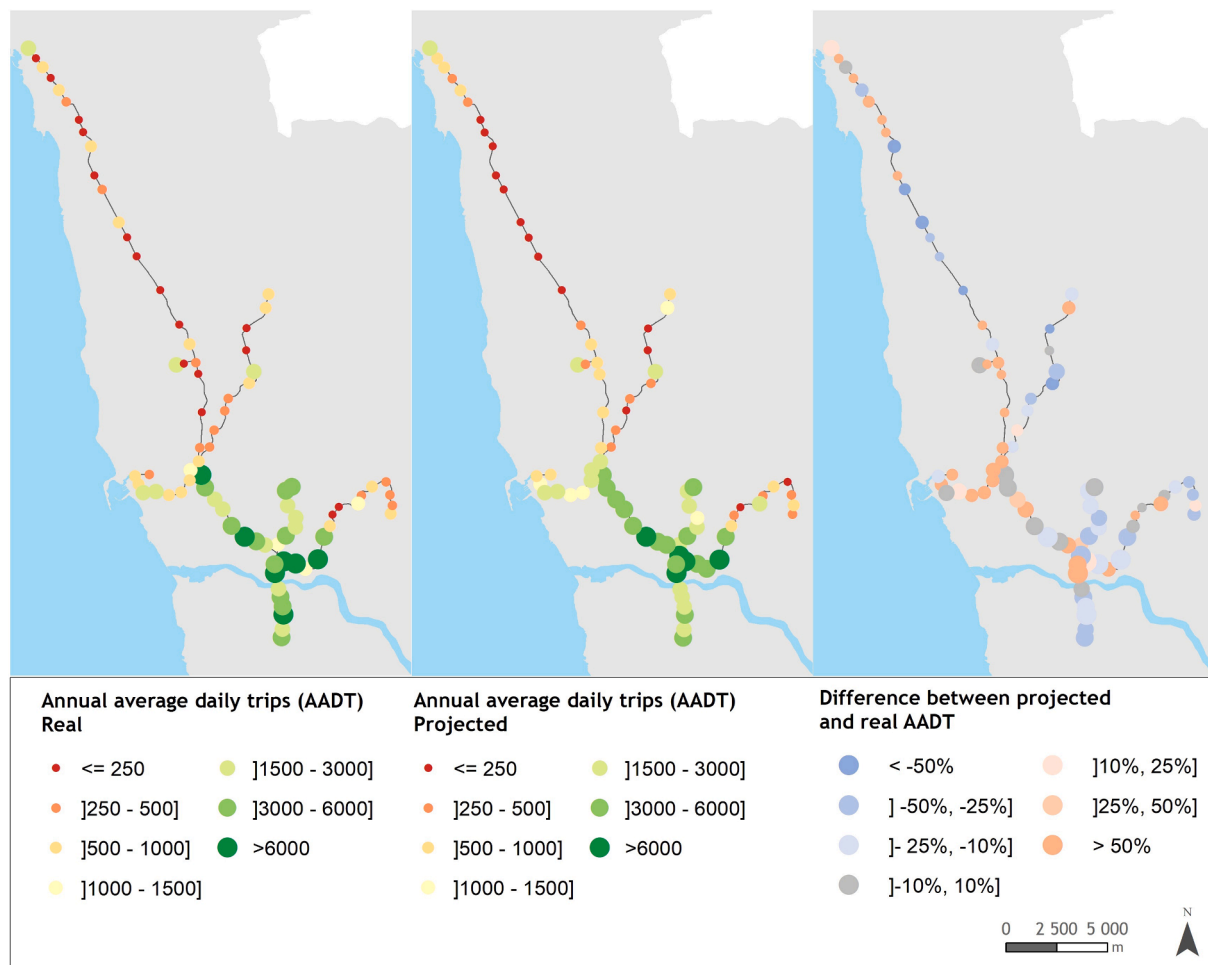 Annual average daily trips (AADT)
Real
<= 250
]250 - 500]
]500 - 1000]
]1000 - 1500]
]1500 - 3000]
]3000 - 6000]
>6000
Annual average daily trips (AADT)
Projected
<= 250
]250 - 500]
]500 - 1000]
]1000 - 1500]
]1500 - 3000]
]3000 - 6000]
>6000
Difference between projected
and real AADT
< -50%
] -50%, -25%]
]- 25%, -10%]
]-10%, 10%]
]10%, 25%]
]25%, 50%]
> 50%
0 2 500 5 000
m
N